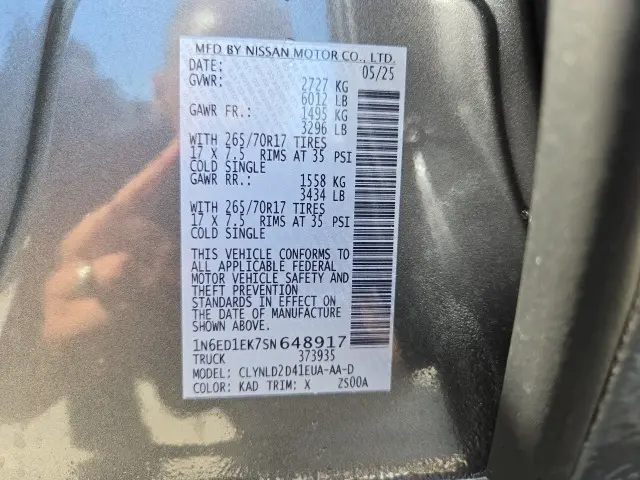 MFD BY NISSAN MOTOR CO., LTD.
DATE: 05/25
GVWR: 2727 KG
6012 LB
GAWR FR.: 1495 KG
3296 LB
WITH 265/70R17 TIRES
17 X 7.5 RIMS AT 35 PSI
COLD SINGLE
GAWR RR.: 1558 KG
3434 LB
WITH 265/70R17 TIRES
17 X 7.5 RIMS AT 35 PSI
COLD SINGLE
THIS VEHICLE CONFORMS TO
ALL APPLICABLE FEDERAL
MOTOR VEHICLE SAFETY AND
THEFT PREVENTION
STANDARDS IN EFFECT ON
THE DATE OF MANUFACTURE
SHOWN ABOVE.
1N6ED1EK7SN648917
TRUCK 373935
MODEL: CLYNLD2D41EUA-AA-D
COLOR: KAD TRIM: X ZS00A